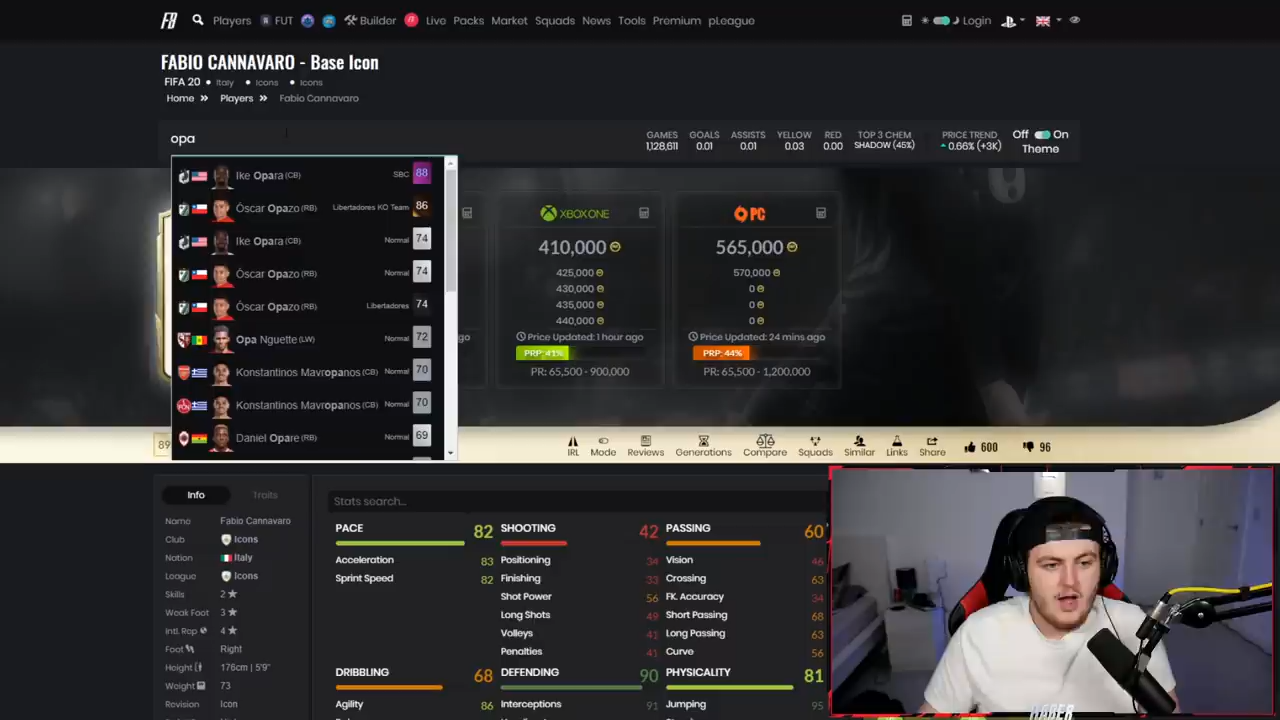 Players FUT Builder Live Packs Market Squads News Tools Premium pLeague Login
FABIO CANNAVARO - Base Icon
FIFA 20 • Italy • Icons • Icons
Home » Players » Fabio Cannavaro
opa
GAMES GOALS ASSISTS YELLOW RED TOP 3 CHEM PRICE TREND Off On
1,128,611 0.01 0.01 0.03 0.00 SHADOW (45%) 0.66% (+3K) Theme
Ike Opara (CB) SBC 88
Óscar Opazo (RB) Libertadores KO Team 86
Ike Opara (CB) Normal 74
Óscar Opazo (RB) Normal 74
Óscar Opazo (RB) Libertadores 74
Opa Nguette (LW) Normal 72
Konstantinos Mavropanos (CB) Normal 70
Konstantinos Mavropanos (CB) Normal 70
Daniel Opare (RB) Normal 69
ago
XBOX ONE
410,000
425,000
430,000
435,000
440,000
Price Updated: 1 hour ago
PRP: 41%
PR: 65,500 - 900,000
PC
565,000
570,000
0
0
0
Price Updated: 24 mins ago
PRP: 44%
PR: 65,500 - 1,200,000
89
IRL Mode Reviews Generations Compare Squads Similar Links Share 600 96
Info Traits
Name Fabio Cannavaro
Club Icons
Nation Italy
League Icons
Skills 2
Weak Foot 3
Intl. Rep 4
Foot Right
Height 176cm | 5'9"
Weight 73
Revision Icon
Stats search...
PACE 82
Acceleration 83
Sprint Speed 82
SHOOTING 42
Positioning 34
Finishing 33
Shot Power 56
Long Shots 49
Volleys 41
Penalties 41
PASSING 60
Vision 46
Crossing 63
FK. Accuracy 34
Short Passing 68
Long Passing 63
Curve 56
DRIBBLING 68
Agility 86
DEFENDING 90
Interceptions 91
PHYSICALITY 81
Jumping 95